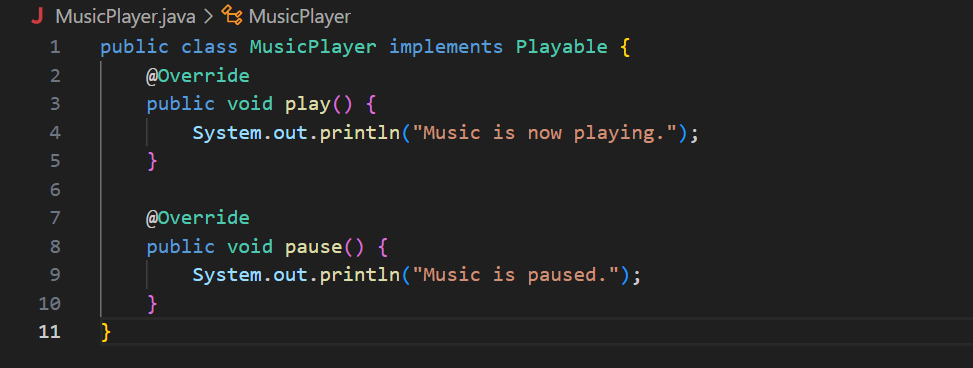 J MusicPlayer.java > MusicPlayer
1 public class MusicPlayer implements Playable {
2     @Override
3     public void play() {
4         System.out.println("Music is now playing.");
5     }
6
7     @Override
8     public void pause() {
9         System.out.println("Music is paused.");
10     }
11 }